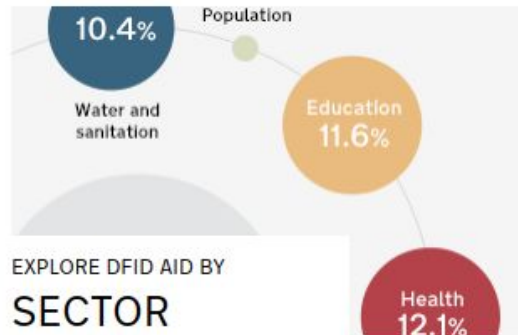 10.4%
Population
Water and
sanitation
Education
11.6%
EXPLORE DFID AID BY
SECTOR
Health
12.1%